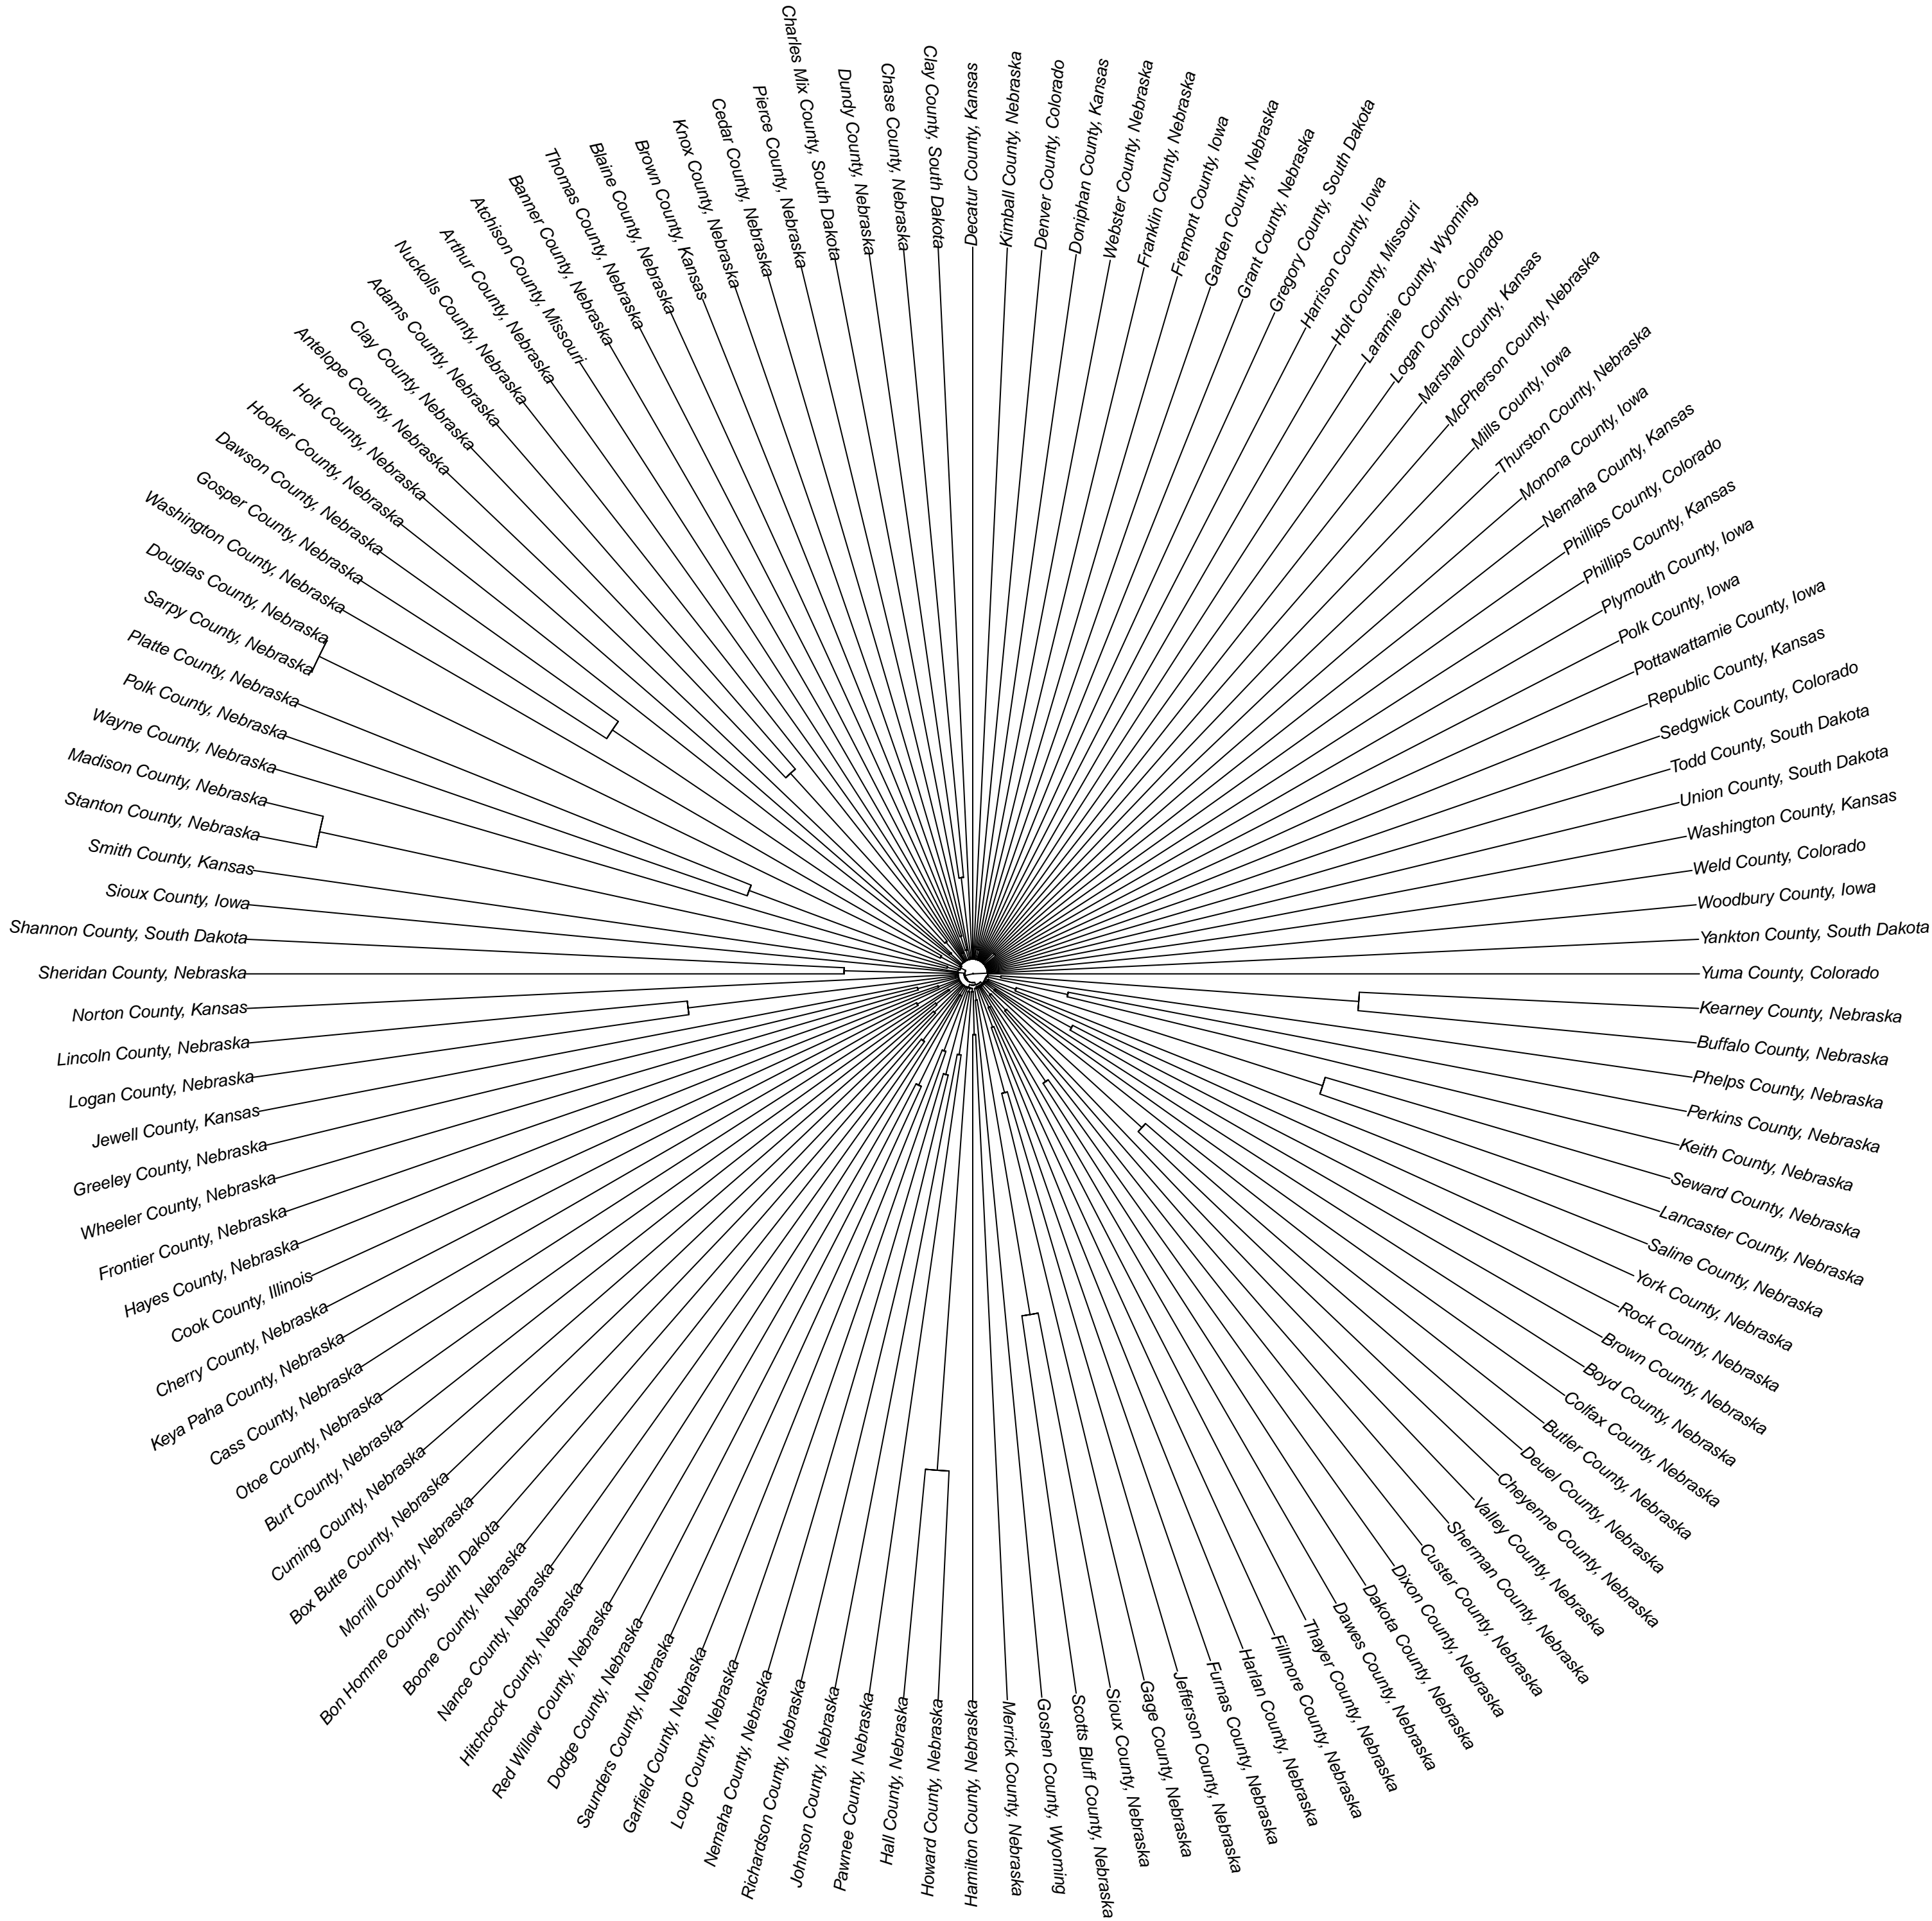 Decatur County, Kansas
Kimball County, Nebraska
Denver County, Colorado
Doniphan County, Kansas
Webster County, Nebraska
Franklin County, Nebraska
Fremont County, Iowa
Garden County, Nebraska
Grant County, Nebraska
Gregory County, South Dakota
Harrison County, Iowa
Holt County, Missouri
Laramie County, Wyoming
Logan County, Colorado
Marshall County, Kansas
McPherson County, Nebraska
Mills County, Iowa
Thurston County, Nebraska
Monona County, Iowa
Nemaha County, Kansas
Phillips County, Colorado
Phillips County, Kansas
Plymouth County, Iowa
Polk County, Iowa
Pottawattamie County, Iowa
Republic County, Kansas
Sedgwick County, Colorado
Todd County, South Dakota
Union County, South Dakota
Washington County, Kansas
Weld County, Colorado
Woodbury County, Iowa
Yankton County, South Dakota
Yuma County, Colorado
Kearney County, Nebraska
Buffalo County, Nebraska
Phelps County, Nebraska
Perkins County, Nebraska
Keith County, Nebraska
Seward County, Nebraska
Lancaster County, Nebraska
Saline County, Nebraska
York County, Nebraska
Rock County, Nebraska
Brown County, Nebraska
Boyd County, Nebraska
Colfax County, Nebraska
Butler County, Nebraska
Deuel County, Nebraska
Cheyenne County, Nebraska
Valley County, Nebraska
Sherman County, Nebraska
Custer County, Nebraska
Dixon County, Nebraska
Dakota County, Nebraska
Dawes County, Nebraska
Thayer County, Nebraska
Fillmore County, Nebraska
Harlan County, Nebraska
Furnas County, Nebraska
Jefferson County, Nebraska
Gage County, Nebraska
Sioux County, Nebraska
Scotts Bluff County, Nebraska
Goshen County, Wyoming
Merrick County, Nebraska
Hamilton County, Nebraska
Howard County, Nebraska
Hall County, Nebraska
Pawnee County, Nebraska
Johnson County, Nebraska
Richardson County, Nebraska
Nemaha County, Nebraska
Loup County, Nebraska
Garfield County, Nebraska
Saunders County, Nebraska
Dodge County, Nebraska
Red Willow County, Nebraska
Hitchcock County, Nebraska
Nance County, Nebraska
Boone County, Nebraska
Bon Homme County, South Dakota
Morrill County, Nebraska
Box Butte County, Nebraska
Cuming County, Nebraska
Burt County, Nebraska
Otoe County, Nebraska
Cass County, Nebraska
Keya Paha County, Nebraska
Cherry County, Nebraska
Cook County, Illinois
Hayes County, Nebraska
Frontier County, Nebraska
Wheeler County, Nebraska
Greeley County, Nebraska
Jewell County, Kansas
Logan County, Nebraska
Lincoln County, Nebraska
Norton County, Kansas
Sheridan County, Nebraska
Shannon County, South Dakota
Sioux County, Iowa
Smith County, Kansas
Stanton County, Nebraska
Madison County, Nebraska
Wayne County, Nebraska
Polk County, Nebraska
Platte County, Nebraska
Sarpy County, Nebraska
Douglas County, Nebraska
Washington County, Nebraska
Gosper County, Nebraska
Dawson County, Nebraska
Hooker County, Nebraska
Holt County, Nebraska
Antelope County, Nebraska
Clay County, Nebraska
Adams County, Nebraska
Nuckolls County, Nebraska
Arthur County, Nebraska
Atchison County, Missouri
Banner County, Nebraska
Thomas County, Nebraska
Blaine County, Nebraska
Brown County, Kansas
Knox County, Nebraska
Cedar County, Nebraska
Pierce County, Nebraska
Charles Mix County, South Dakota
Dundy County, Nebraska
Chase County, Nebraska
Clay County, South Dakota